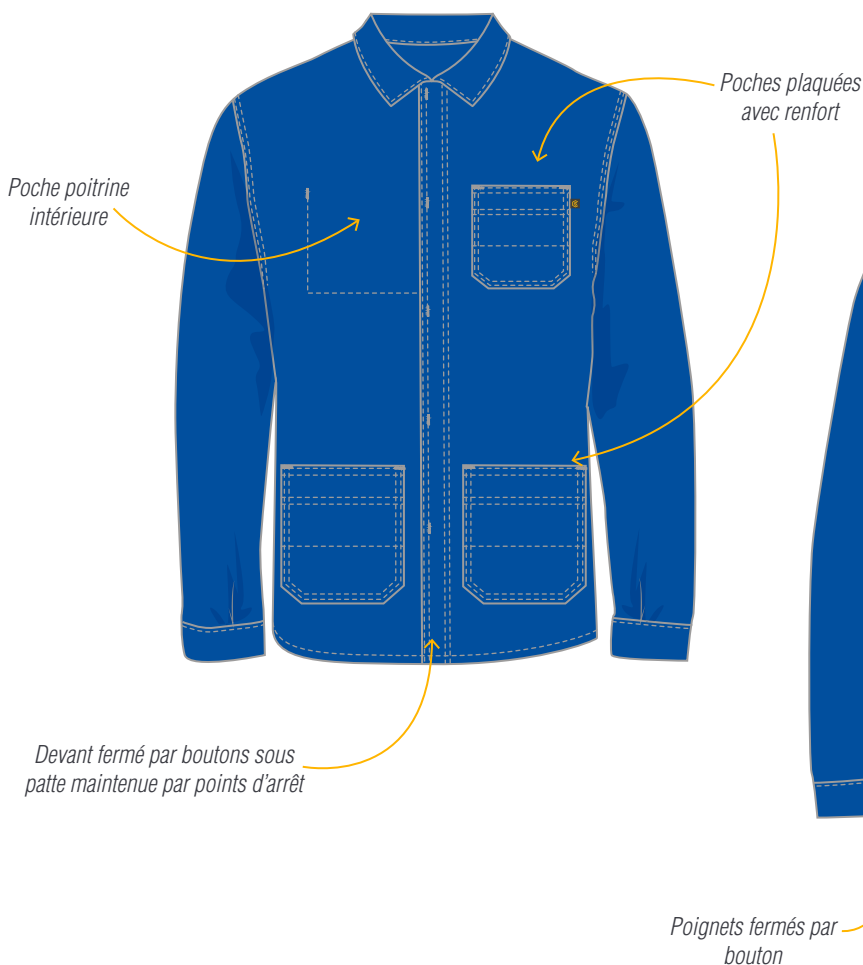 Poches plaquées
avec renfort
Poche poitrine
intérieure
Devant fermé par boutons sous
patte maintenue par points d'arrêt
Poignets fermés par
bouton